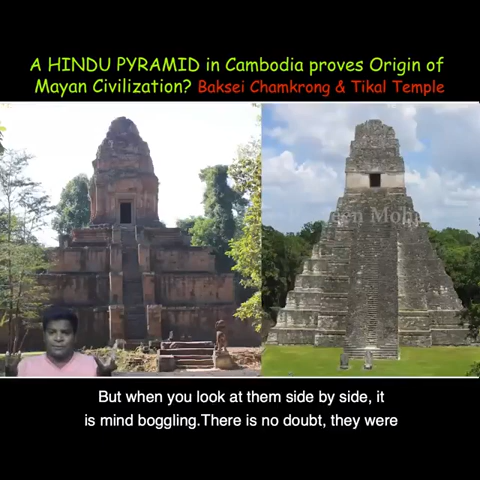 A HINDU PYRAMID in Cambodia proves Origin of
Mayan Civilization? Baksei Chamkrong & Tikal Temple
But when you look at them side by side, it
is mind boggling.There is no doubt, they were